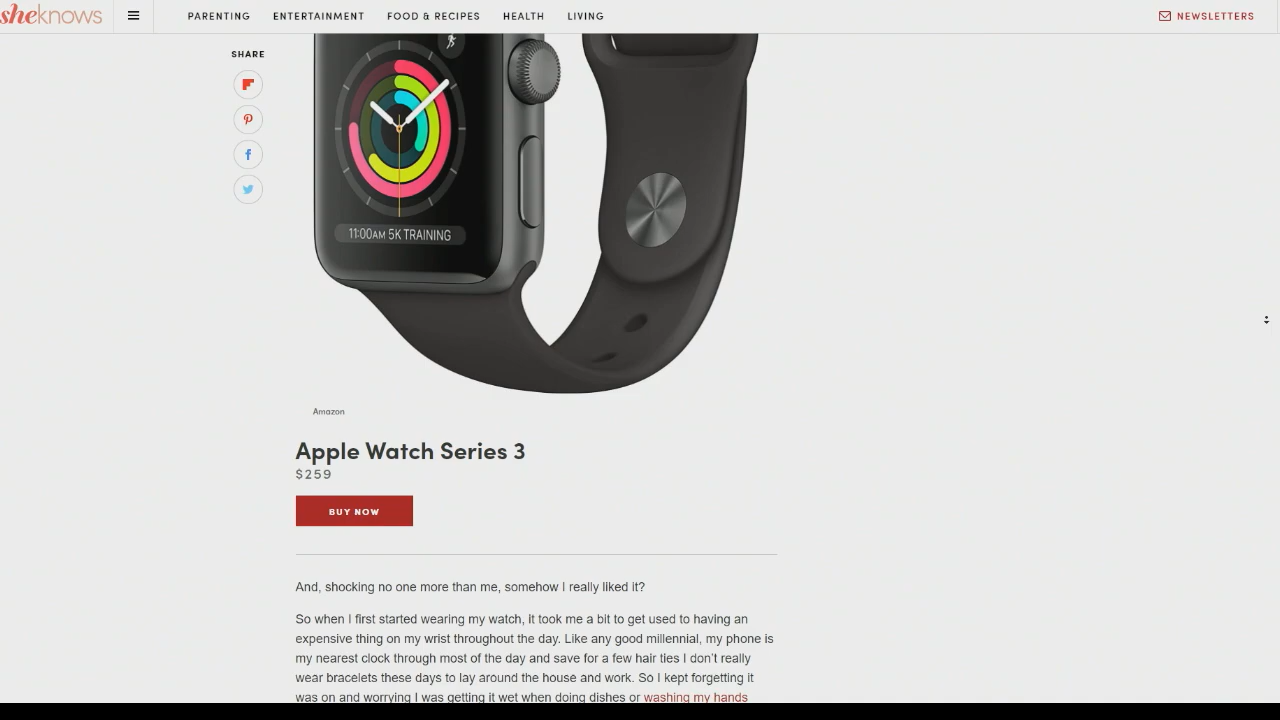 sheknows
PARENTING ENTERTAINMENT FOOD & RECIPES HEALTH LIVING
NEWSLETTERS
SHARE
11:00AM 5K TRAINING
Amazon
Apple Watch Series 3
$259
BUY NOW
And, shocking no one more than me, somehow I really liked it?
So when I first started wearing my watch, it took me a bit to get used to having an
expensive thing on my wrist throughout the day. Like any good millennial, my phone is
my nearest clock through most of the day and save for a few hair ties I don't really
wear bracelets these days to lay around the house and work. So I kept forgetting it
was on and worrying I was getting it wet when doing dishes or washing my hands